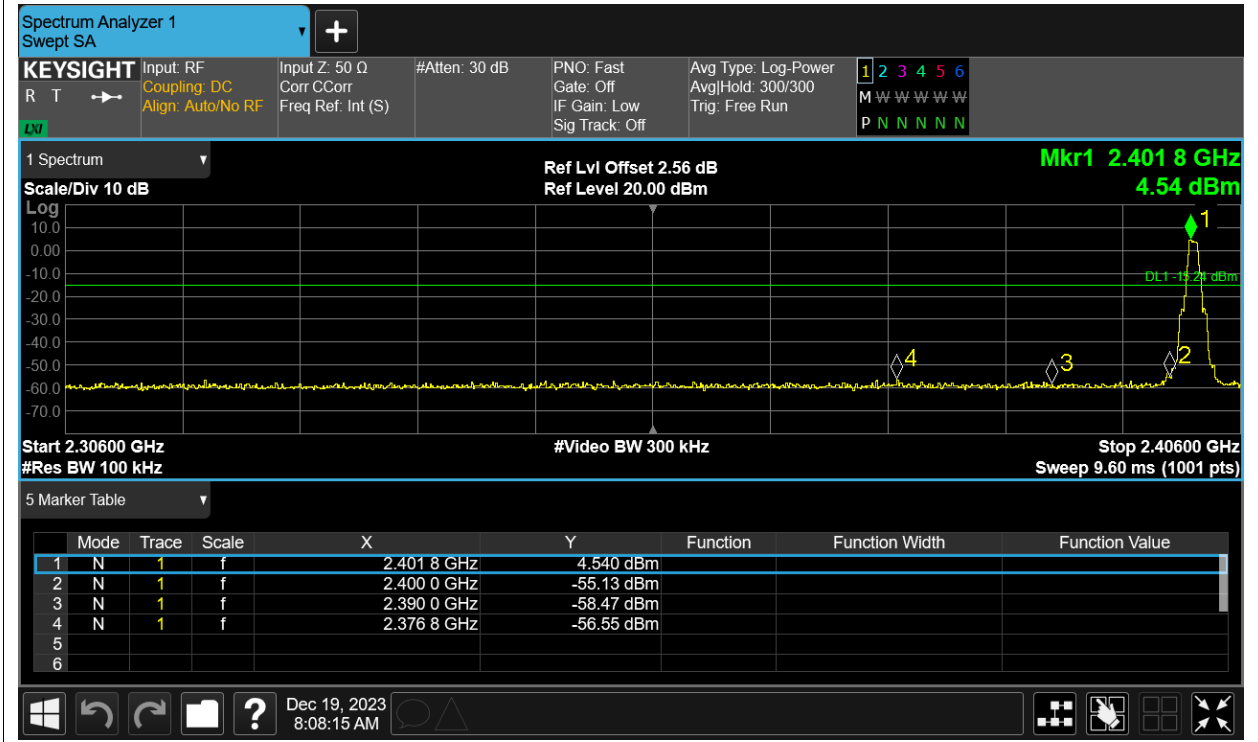 Spectrum Analyzer 1
Swept SA
+
KEYSIGHT Input: RF Input Z: 50 Ω #Atten: 30 dB PNO: Fast Avg Type: Log-Power 1 2 3 4 5 6
R T Coupling: DC Corr CCorr Gate: Off Avg|Hold: 300/300 M W W W W W
Align: Auto/No RF Freq Ref: Int (S) IF Gain: Low Trig: Free Run
LXI Sig Track: Off P N N N N N N
1 Spectrum
Ref Lvl Offset 2.56 dB Mkr1 2.401 8 GHz
Scale/Div 10 dB Ref Level 20.00 dBm 4.54 dBm
Log
10.0
0.00
-10.0
-20.0
-30.0
-40.0
-50.0
-60.0
-70.0
1
DL1 -15.24 dBm
4
3
2
Start 2.30600 GHz #Video BW 300 kHz Stop 2.40600 GHz
#Res BW 100 kHz Sweep 9.60 ms (1001 pts)
5 Marker Table
Mode Trace Scale X Y Function Function Width Function Value
1 N 1 f 2.401 8 GHz 4.540 dBm
2 N 1 f 2.400 0 GHz -55.13 dBm
3 N 1 f 2.390 0 GHz -58.47 dBm
4 N 1 f 2.376 8 GHz -56.55 dBm
5
6
?
Dec 19, 2023
8:08:15 AM